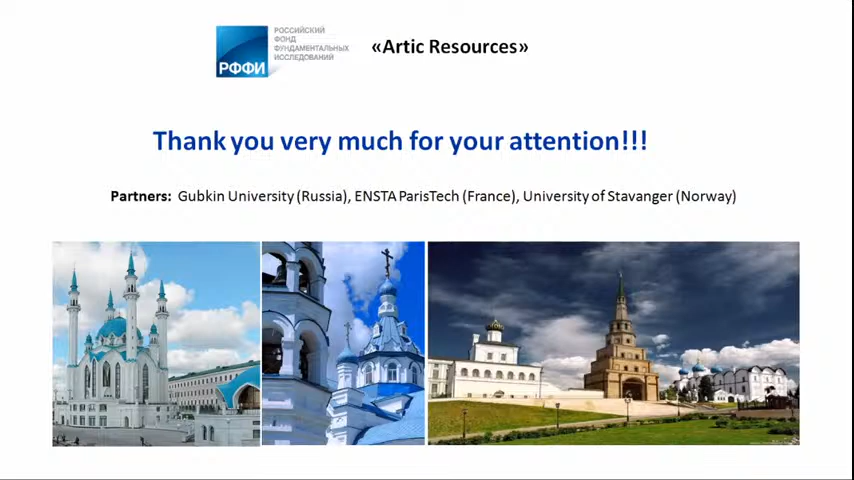 РОССИЙСКИЙ
ФОНД
ФУНДАМЕНТАЛЬНЫХ
ИССЛЕДОВАНИЙ
РФФИ
«Artic Resources»
Thank you very much for your attention!!!
Partners: Gubkin University (Russia), ENSTA ParisTech (France), University of Stavanger (Norway)